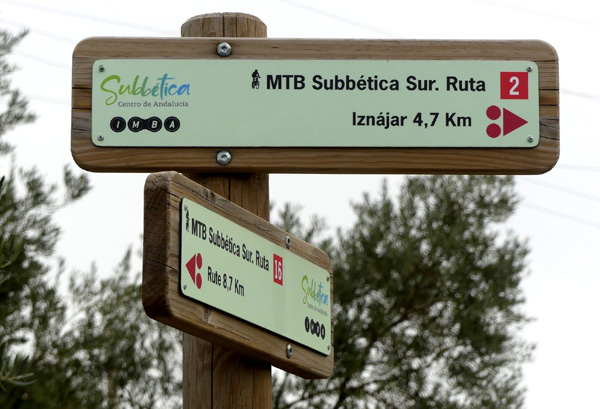 Subbética
Centro de Andalucía
IMBA
MTB Subbética Sur. Ruta 2
Iznájar 4,7 Km
MTB Subbética Sur. Ruta 16
Rute 8,7 Km
Subbética
IMBA